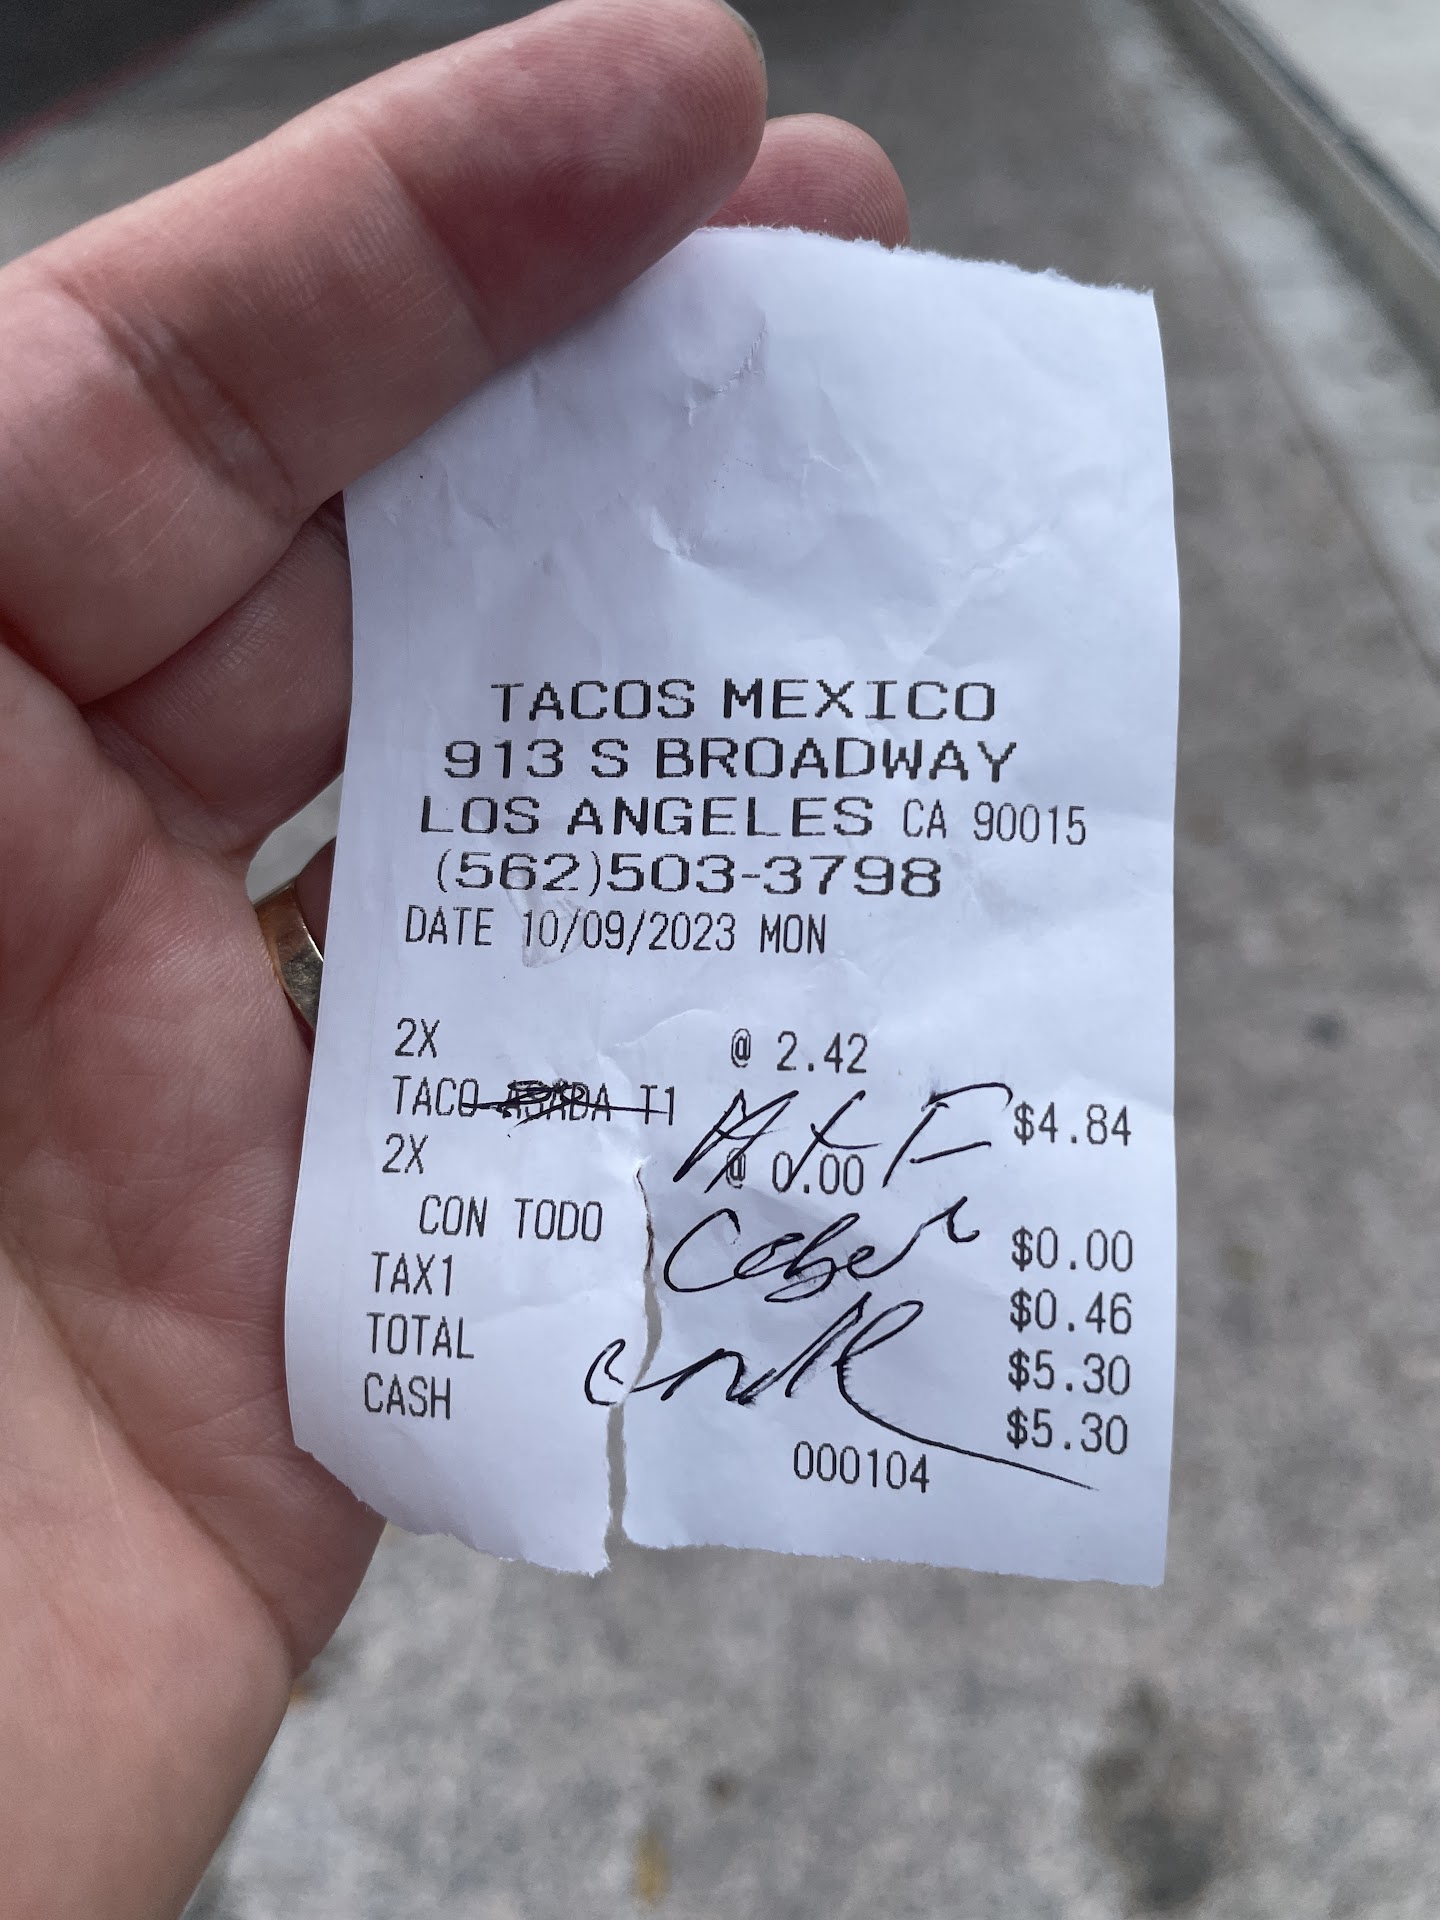 TACOS MEXICO
913 S BROADWAY
LOS ANGELES CA 90015
(562)503-3798
DATE 10/09/2023 MON
2X @ 2.42
TACO ASADA T1 $4.84
2X @ 0.00
CON TODO $0.00
TAX1 $0.46
TOTAL $5.30
CASH $5.30
000104